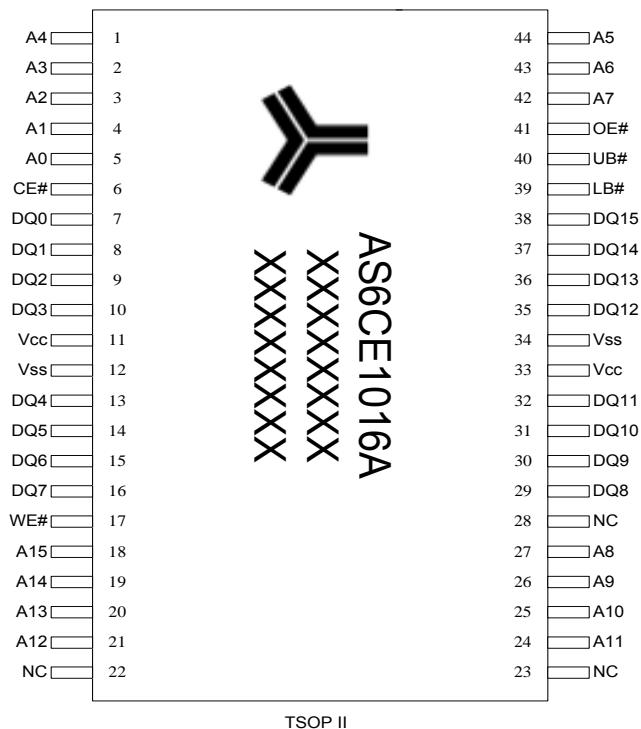 A4 1 44 A5
A3 2 43 A6
A2 3 42 A7
A1 4 41 OE#
A0 5 40 UB#
CE# 6 39 LB#
DQ0 7 38 DQ15
DQ1 8 37 DQ14
DQ2 9 36 DQ13
DQ3 10 35 DQ12
Vcc 11 34 Vss
Vss 12 33 Vcc
DQ4 13 32 DQ11
DQ5 14 31 DQ10
DQ6 15 30 DQ9
DQ7 16 29 DQ8
WE# 17 28 NC
A15 18 27 A8
A14 19 26 A9
A13 20 25 A10
A12 21 24 A11
NC 22 23 NC
AS6CE1016A
XXXXXXXX
XXXXXXXX
TSOP II